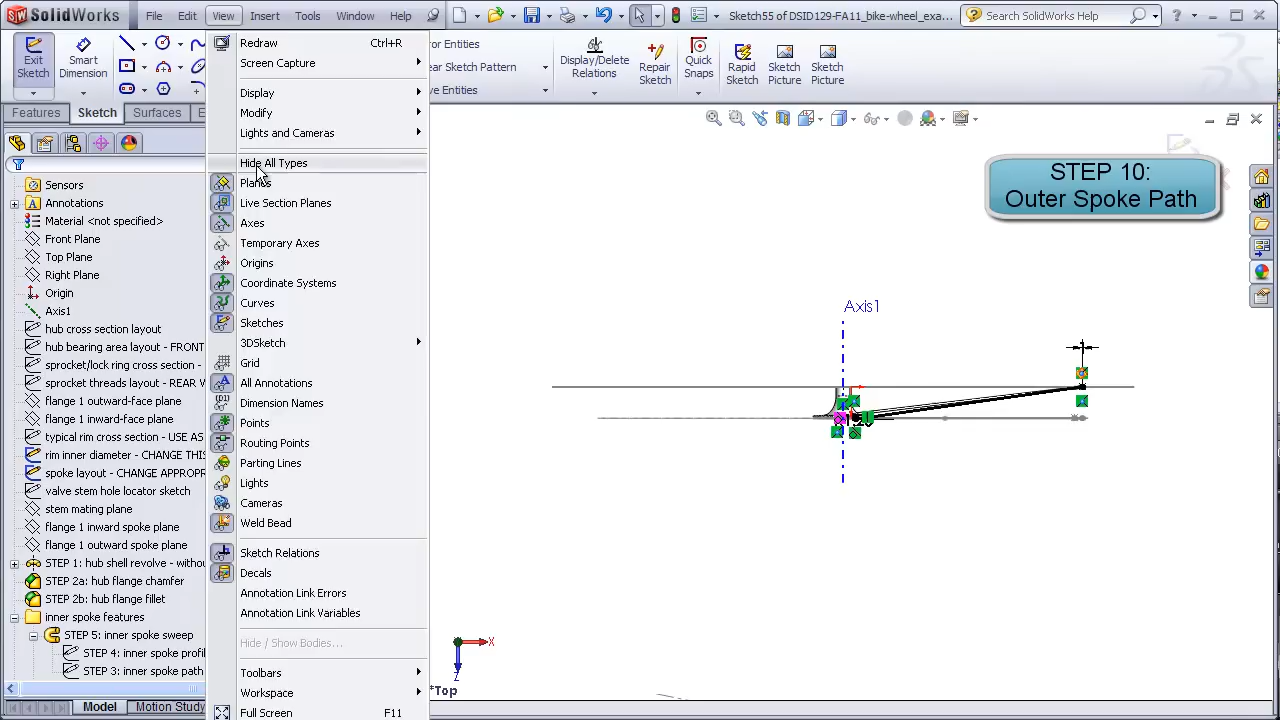 SolidWorks
File Edit View Insert Tools Window Help
Sketch55 of DSID129-FA11_bike-wheel_exa...
Search SolidWorks Help
Exit
Sketch
Smart
Dimension
or Entities
ear Sketch Pattern
ve Entities
Display/Delete
Relations
Repair
Sketch
Quick
Snaps
Rapid
Sketch
Sketch
Picture
Sketch
Picture
Features Sketch Surfaces E
Sensors
Annotations
Material <not specified>
Front Plane
Top Plane
Right Plane
Origin
Axis1
hub cross section layout
hub bearing area layout - FRONT
sprocket/lock ring cross section -
sprocket threads layout - REAR W
flange 1 outward-face plane
flange 1 inward-face plane
typical rim cross section - USE AS
rim inner diameter - CHANGE THIS
spoke layout - CHANGE APPROPR
valve stem hole locator sketch
stem mating plane
flange 1 inward spoke plane
flange 1 outward spoke plane
STEP 1: hub shell revolve - withou
STEP 2a: hub flange chamfer
STEP 2b: hub flange fillet
inner spoke features
STEP 5: inner spoke sweep
STEP 4: inner spoke profil
STEP 3: inner spoke path
Model Motion Study
Redraw Ctrl+R
Screen Capture
Display
Modify
Lights and Cameras
Hide All Types
Planes
Live Section Planes
Axes
Temporary Axes
Origins
Coordinate Systems
Curves
Sketches
3DSketch
Grid
All Annotations
Dimension Names
Points
Routing Points
Parting Lines
Lights
Cameras
Weld Bead
Sketch Relations
Decals
Annotation Link Errors
Annotation Link Variables
Hide / Show Bodies...
Toolbars
Workspace
Full Screen F11
STEP 10:
Outer Spoke Path
Axis1
X
Z
*Top